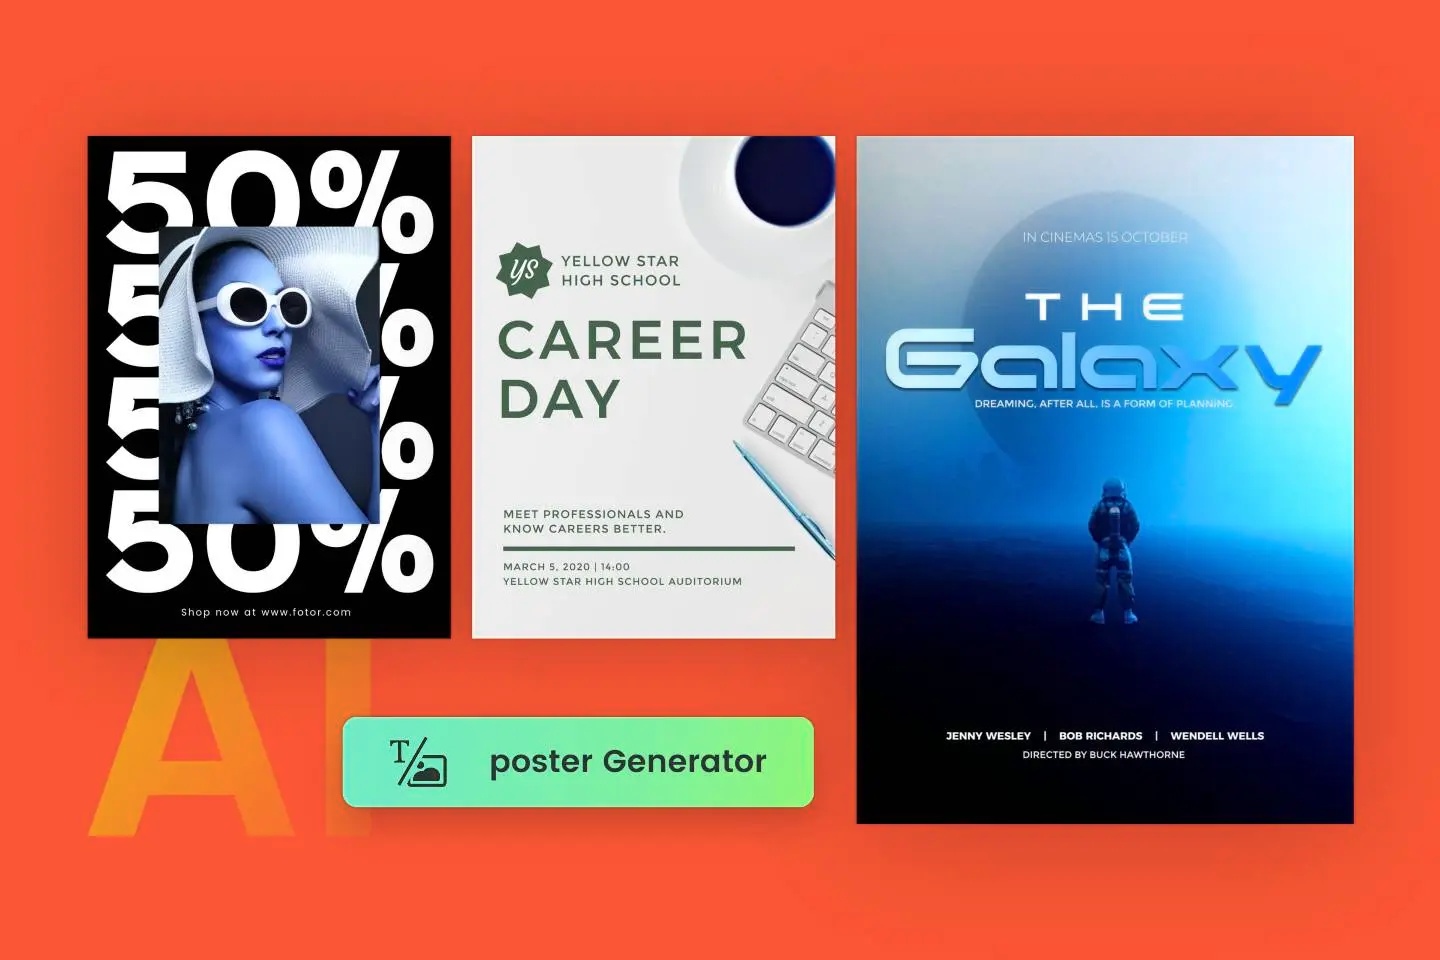 50%
50%
50%
50%
Shop now at www.fotor.com
YS
YELLOW STAR
HIGH SCHOOL
CAREER
DAY
MEET PROFESSIONALS AND
KNOW CAREERS BETTER.
MARCH 5, 2020 | 14:00
YELLOW STAR HIGH SCHOOL AUDITORIUM
IN CINEMAS 15 OCTOBER
THE
Galaxy
DREAMING, AFTER ALL, IS A FORM OF PLANNING.
JENNY WESLEY | BOB RICHARDS | WENDELL WELLS
DIRECTED BY BUCK HAWTHORNE
AI
T
poster Generator